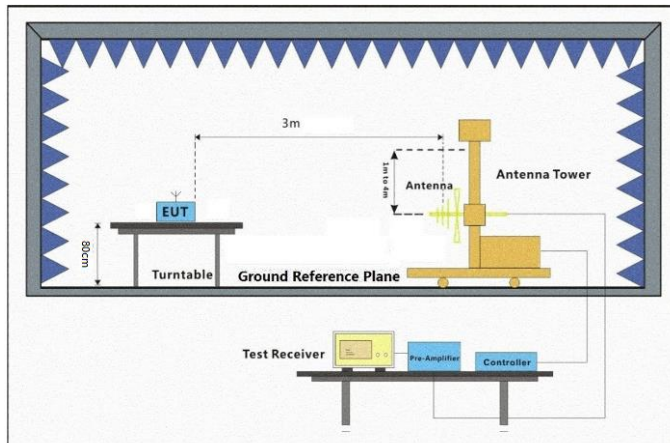 3m
1m to 4m
Antenna
Antenna Tower
EUT
80cm
Turntable
Ground Reference Plane
Test Receiver
Pre-Amplifier
Controller